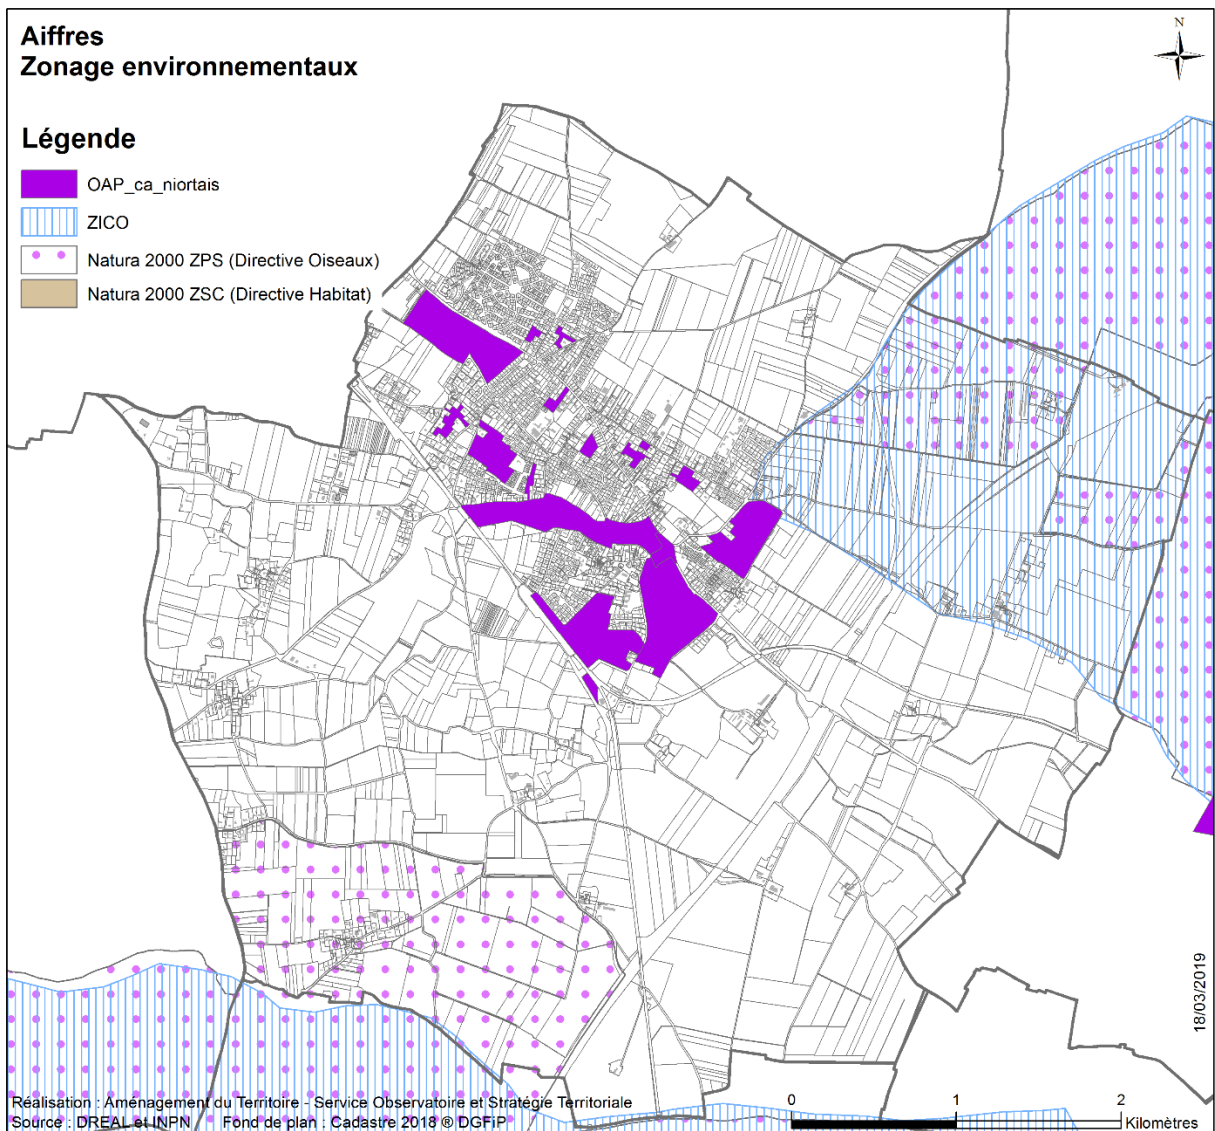 Aiffres
Zonage environnementaux
N
Légende
OAP_ca_niortais
ZICO
Natura 2000 ZPS (Directive Oiseaux)
Natura 2000 ZSC (Directive Habitat)
18/03/2019
Réalisation : Aménagement du Territoire - Service Observatoire et Stratégie Territoriale
Source : DREAL et INPN Fond de plan : Cadastre 2018 ® DGFiP
0 1 2
Kilomètres